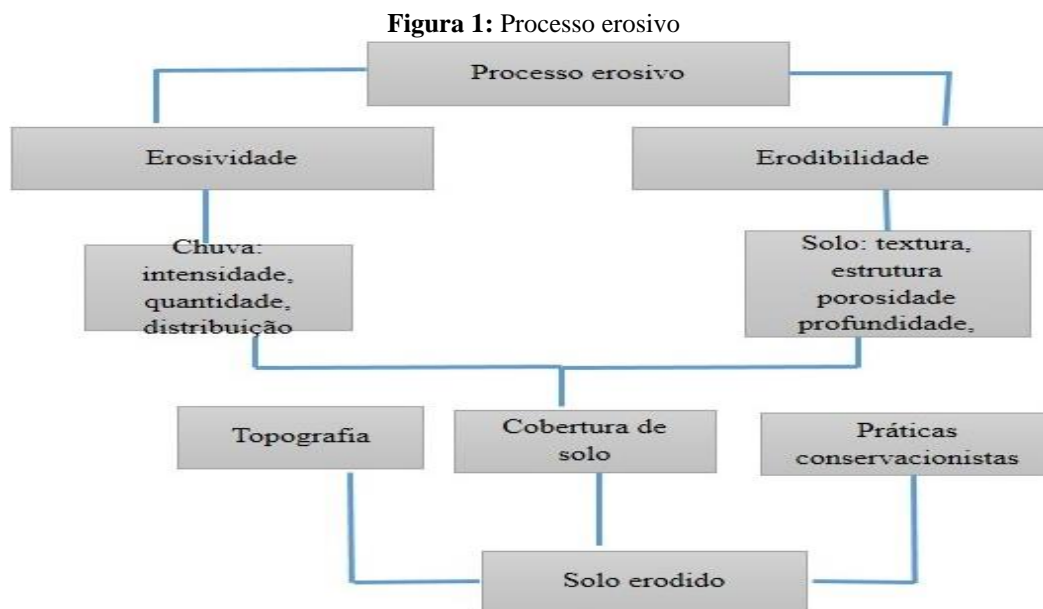 Figura 1: Processo erosivo
Processo erosivo
Erosividade
Erodibilidade
Chuva:
intensidade,
quantidade,
distribuição
Solo: textura,
estrutura
porosidade
profundidade,
Topografia
Cobertura de
solo
Práticas
conservacionistas
Solo erodido